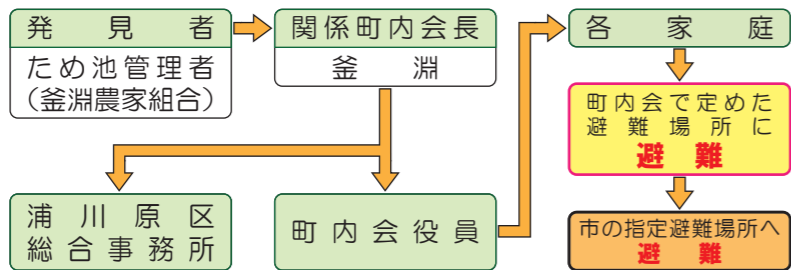 発見者
ため池管理者
(釜淵農家組合)
関係町内会長
釜淵
各家庭
町内会で定めた
避難場所に
避難
浦川原区
総合事務所
町内会役員
市の指定避難場所へ
避難